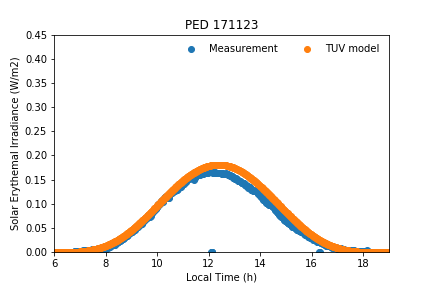 PED 171123
Measurement
TUV model
Solar Erythemal Irradiance (W/m2)
0.45
0.40
0.35
0.30
0.25
0.20
0.15
0.10
0.05
0.00
6 8 10 12 14 16 18
Local Time (h)